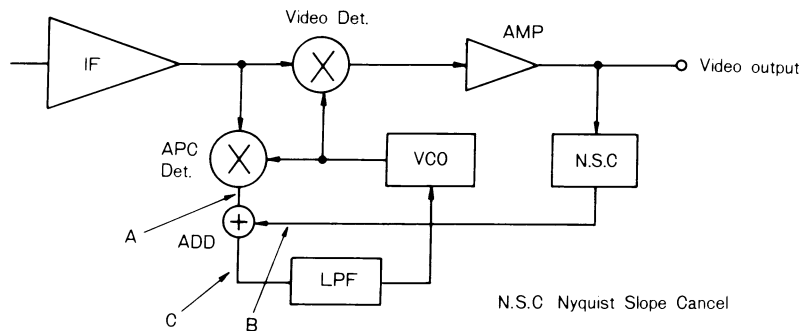 Video Det.
AMP
IF
Video output
APC
Det.
VCO
N.S.C
A
ADD
LPF
C
B
N.S.C Nyquist Slope Cancel